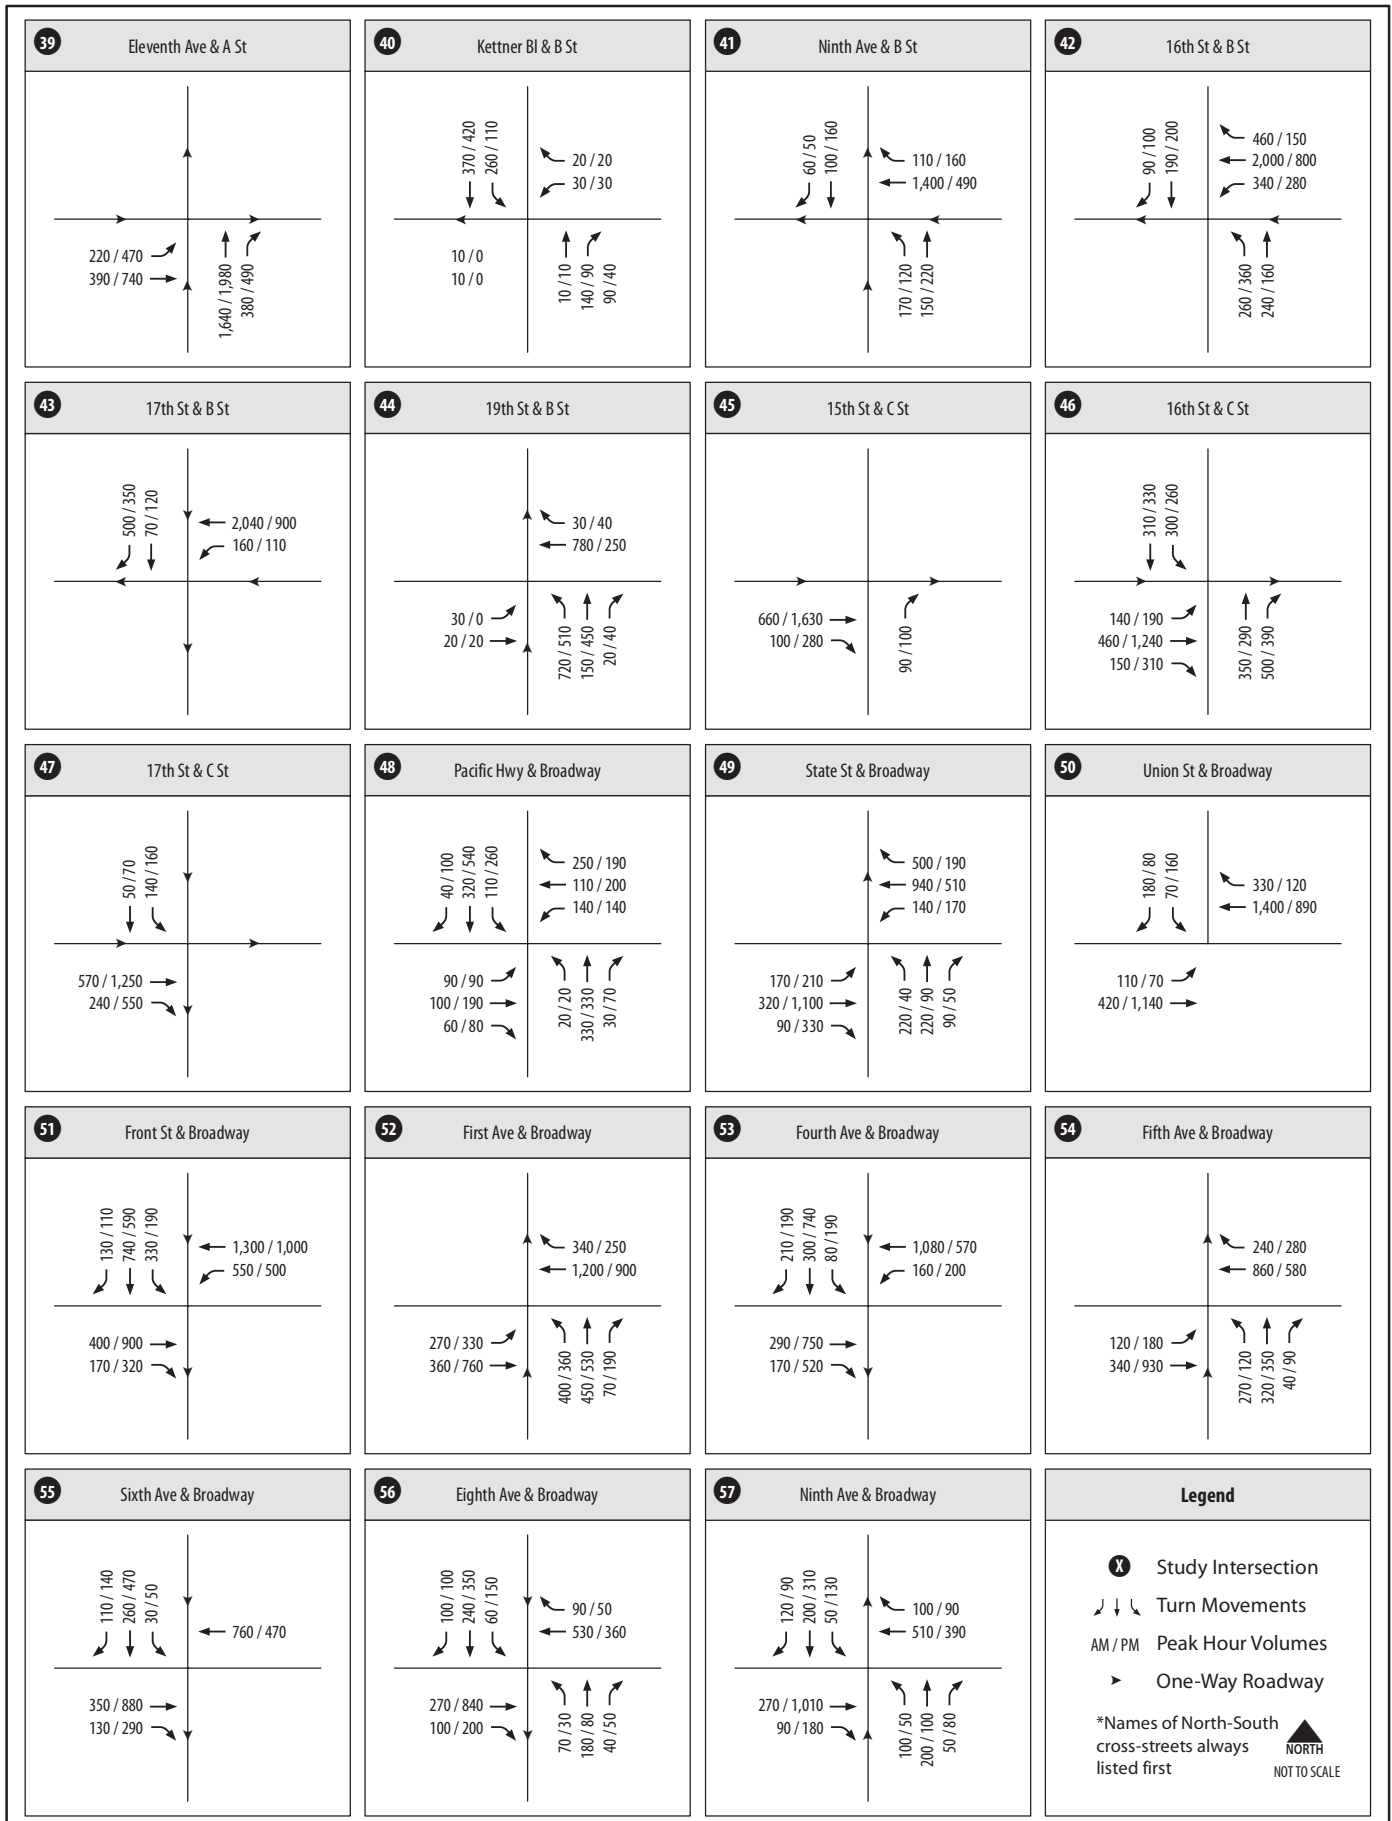 39
Eleventh Ave & A St
220 / 470
390 / 740
1,640 / 1,980
380 / 490
40
Kettner Bl & B St
370 / 420
260 / 110
20 / 20
30 / 30
10 / 0
10 / 0
10 / 10
140 / 90
90 / 40
41
Ninth Ave & B St
60 / 50
100 / 160
110 / 160
1,400 / 490
170 / 120
150 / 220
42
16th St & B St
90 / 100
190 / 200
460 / 150
2,000 / 800
340 / 280
260 / 360
240 / 160
43
17th St & B St
500 / 350
70 / 120
2,040 / 900
160 / 110
44
19th St & B St
30 / 40
780 / 250
30 / 0
20 / 20
720 / 510
150 / 450
20 / 40
45
15th St & C St
660 / 1,630
100 / 280
90 / 100
46
16th St & C St
310 / 330
300 / 260
140 / 190
460 / 1,240
150 / 310
350 / 290
500 / 390
47
17th St & C St
50 / 70
140 / 160
570 / 1,250
240 / 550
48
Pacific Hwy & Broadway
40 / 100
320 / 540
110 / 260
250 / 190
110 / 200
140 / 140
90 / 90
100 / 190
60 / 80
20 / 20
330 / 330
30 / 70
49
State St & Broadway
500 / 190
940 / 510
140 / 170
170 / 210
320 / 1,100
90 / 330
220 / 40
220 / 90
90 / 50
50
Union St & Broadway
180 / 80
70 / 160
330 / 120
1,400 / 890
110 / 70
420 / 1,140
51
Front St & Broadway
130 / 110
740 / 590
330 / 190
1,300 / 1,000
550 / 500
400 / 900
170 / 320
52
First Ave & Broadway
340 / 250
1,200 / 900
270 / 330
360 / 760
400 / 360
450 / 530
70 / 190
53
Fourth Ave & Broadway
210 / 190
300 / 740
80 / 190
1,080 / 570
160 / 200
290 / 750
170 / 520
54
Fifth Ave & Broadway
240 / 280
860 / 580
120 / 180
340 / 930
270 / 120
320 / 350
40 / 90
55
Sixth Ave & Broadway
110 / 140
260 / 470
30 / 50
760 / 470
350 / 880
130 / 290
56
Eighth Ave & Broadway
100 / 100
240 / 350
60 / 150
90 / 50
530 / 360
270 / 840
100 / 200
70 / 30
180 / 80
40 / 50
57
Ninth Ave & Broadway
120 / 90
200 / 310
50 / 130
100 / 90
510 / 390
270 / 1,010
90 / 180
100 / 50
200 / 100
50 / 80
Legend
X Study Intersection
Turn Movements
AM / PM Peak Hour Volumes
One-Way Roadway
*Names of North-South
cross-streets always
listed first
NORTH
NOT TO SCALE